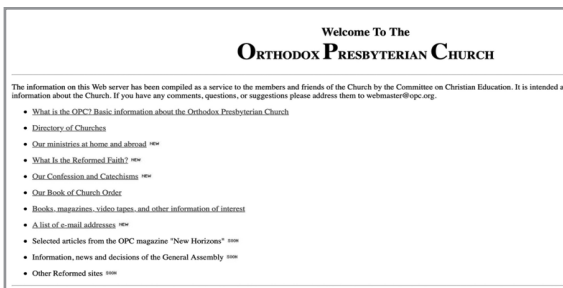 Welcome To The
ORTHODOX PRESBYTERIAN CHURCH
The information on this Web server has been compiled as a service to the members and friends of the Church by the Committee on Christian Education. It is intended a
information about the Church. If you have any comments, questions, or suggestions please address them to webmaster@opc.org.
• What is the OPC? Basic information about the Orthodox Presbyterian Church
• Directory of Churches
• Our ministries at home and abroad NEW
• What Is the Reformed Faith? NEW
• Our Confession and Catechisms NEW
• Our Book of Church Order
• Books, magazines, video tapes, and other information of interest
• A list of e-mail addresses NEW
• Selected articles from the OPC magazine "New Horizons" SOON
• Information, news and decisions of the General Assembly SOON
• Other Reformed sites SOON